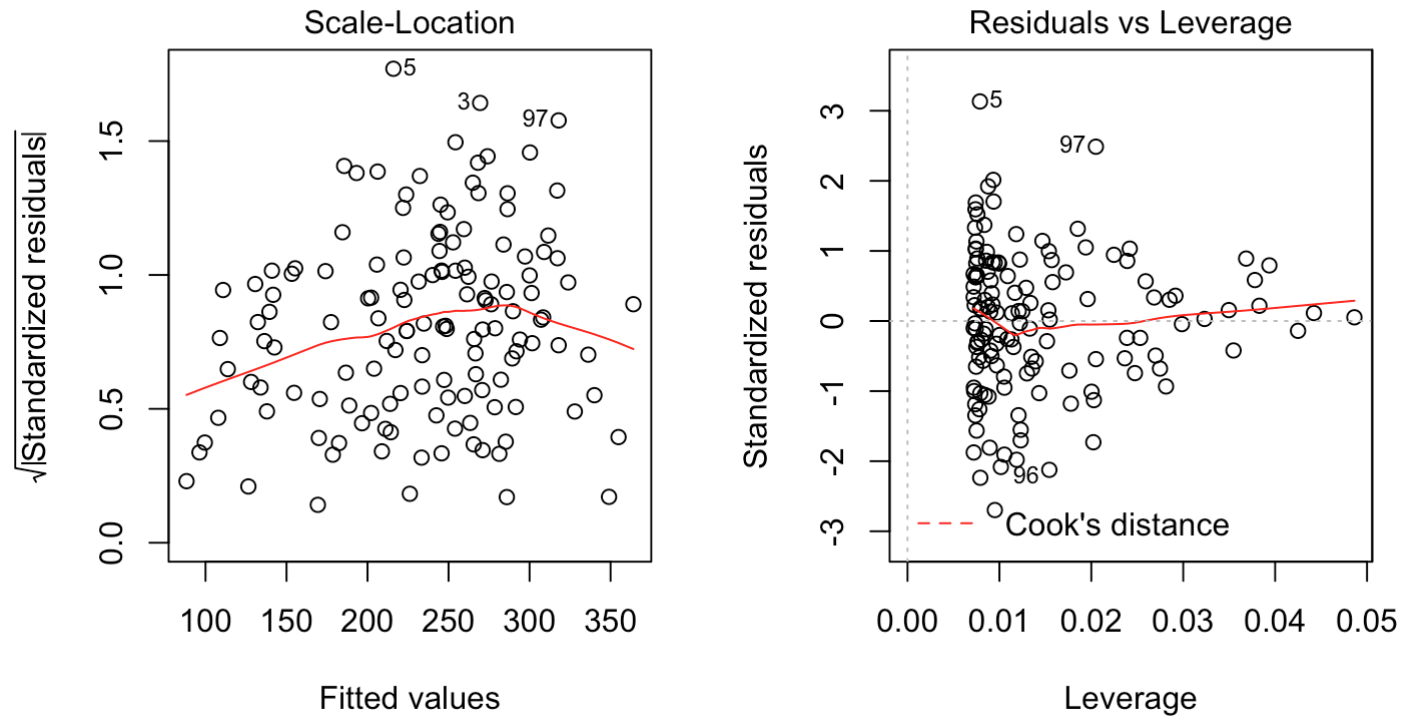 Scale-Location
√|Standardized residuals|
0.0 0.5 1.0 1.5
5
3
97
100 150 200 250 300 350
Fitted values
Residuals vs Leverage
Standardized residuals
-3 -2 -1 0 1 2 3
5
97
96
Cook's distance
0.00 0.01 0.02 0.03 0.04 0.05
Leverage